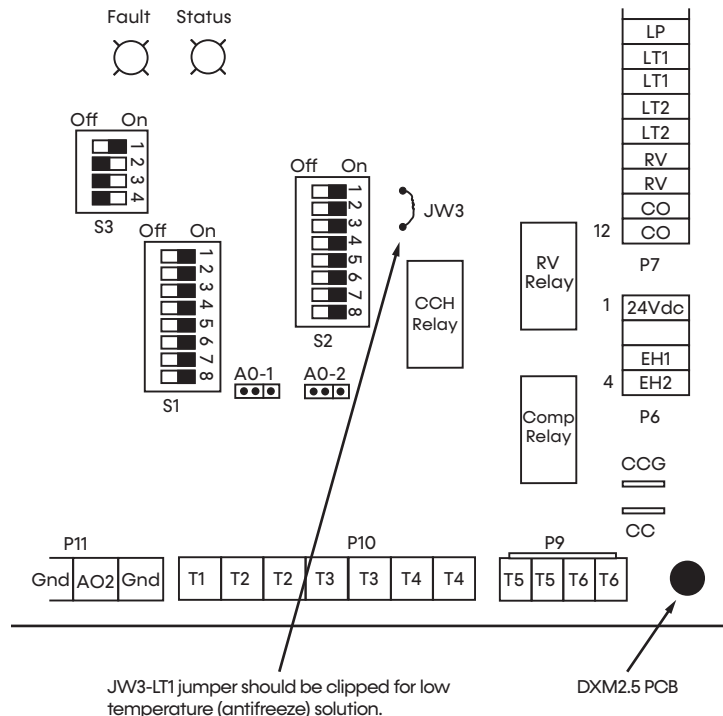 Fault Status
LP
LT1
LT1
LT2
LT2
RV
RV
CO
12 CO
P7
Off On
1
2
3
4
S3
Off On
1
2
3
4
5
6
7
8
S1
Off On
1
2
3
4
5
6
7
8
S2
JW3
CCH
Relay
RV
Relay
1 24Vdc
EH1
4 EH2
P6
A0-1 A0-2
Comp
Relay
CCG
CC
P11
Gnd AO2 Gnd
P10
T1 T2 T2 T3 T3 T4 T4
P9
T5 T5 T6 T6
JW3-LT1 jumper should be clipped for low
temperature (antifreeze) solution.
DXM2.5 PCB